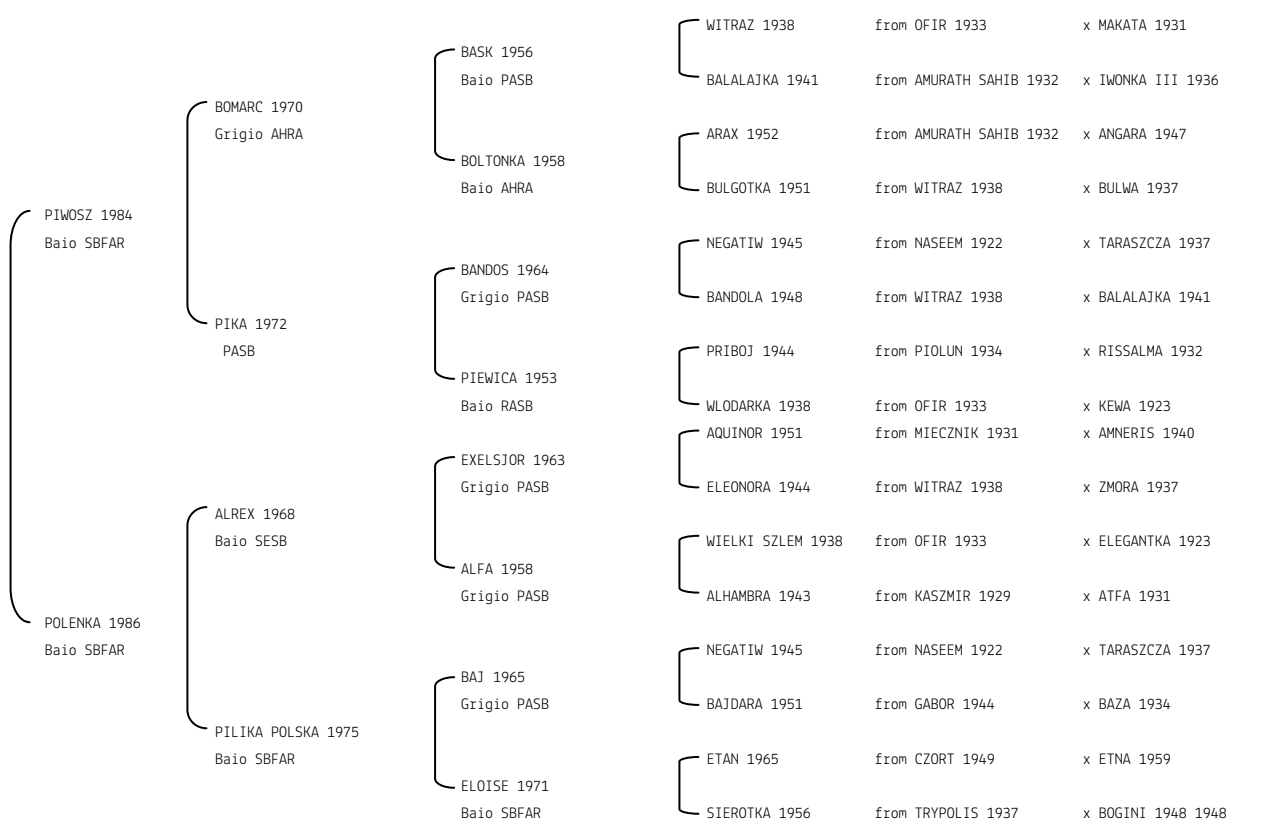 WITRAZ 1938 from OFIR 1933 x MAKATA 1931
BASK 1956
Baio PASB BALALAJKA 1941 from AMURATH SAHIB 1932 x IWONKA III 1936
BOMARC 1970
Grigio AHRA ARAX 1952 from AMURATH SAHIB 1932 x ANGARA 1947
BOLTONKA 1958
Baio AHRA BULGOTKA 1951 from WITRAZ 1938 x BULWA 1937
PIWOSZ 1984
Baio SBFAR NEGATIW 1945 from NASEEM 1922 x TARASZCZA 1937
BANDOS 1964
Grigio PASB BANDOLA 1948 from WITRAZ 1938 x BALALAJKA 1941
PIKA 1972
PASB PRIBOJ 1944 from PIOLUN 1934 x RISSALMA 1932
PIEWICA 1953
Baio RASB WLODARKA 1938 from OFIR 1933 x KEWA 1923
AQUINOR 1951 from MIECZNIK 1931 x AMNERIS 1940
EXELSJOR 1963
Grigio PASB ELEONORA 1944 from WITRAZ 1938 x ZMORA 1937
ALREX 1968
Baio SESB WIELKI SZLEM 1938 from OFIR 1933 x ELEGANTKA 1923
ALFA 1958
Grigio PASB ALHAMBRA 1943 from KASZMIR 1929 x ATFA 1931
POLENKA 1986
Baio SBFAR NEGATIW 1945 from NASEEM 1922 x TARASZCZA 1937
BAJ 1965
Grigio PASB BAJDARA 1951 from GABOR 1944 x BAZA 1934
PILIKA POLSKA 1975
Baio SBFAR ETAN 1965 from CZORT 1949 x ETNA 1959
ELOISE 1971
Baio SBFAR SIEROTKA 1956 from TRYPOLIS 1937 x BOGINI 1948 1948